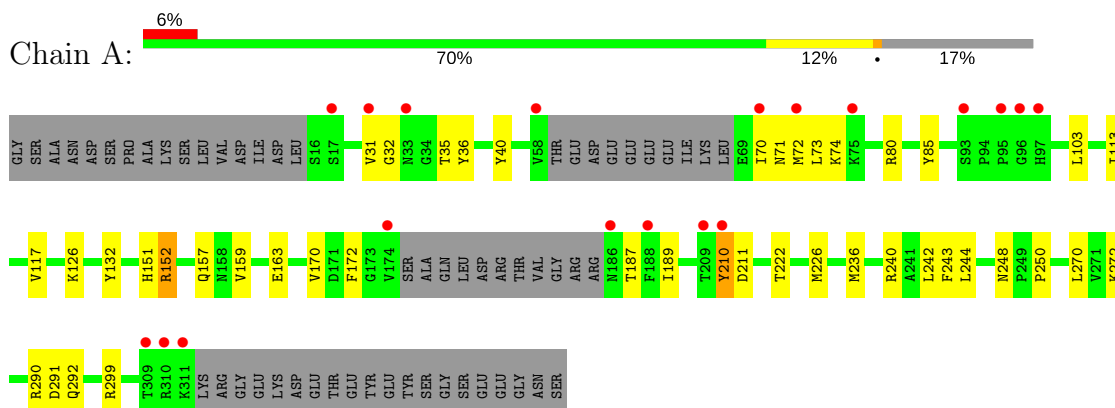 6%
Chain A:
70% 12% • 17%
GLY SER ALA ASN ASP SER PRO ALA LYS SER LEU VAL ASP ILE ASP LEU S16 S17 V31 G32 N33 G34 T35 Y36 Y40 V58 THR GLU ASP GLU GLU GLU GLU ILE LYS LEU E69 I70 N71 M72 L73 K74 K75 R80 Y85 S93 P94 P95 G96 H97 L103
V117 K126 Y132 H151 R152 Q157 N158 V159 E163 V170 D171 F172 G173 V174 SER ALA GLN LEU ASP ARG THR VAL GLY ARG ARG N186 T187 F188 I189 T209 Y210 D211 T222 M226 M236 R240 A241 L242 F243 L244 N248 P249 P250 L270 V271 K272
R290 D291 Q292 R299 T309 R310 K311 LYS ARG GLY GLU LYS ASP GLU THR GLU TYR GLU TYR SER GLY SER GLU GLU GLY ASN SER